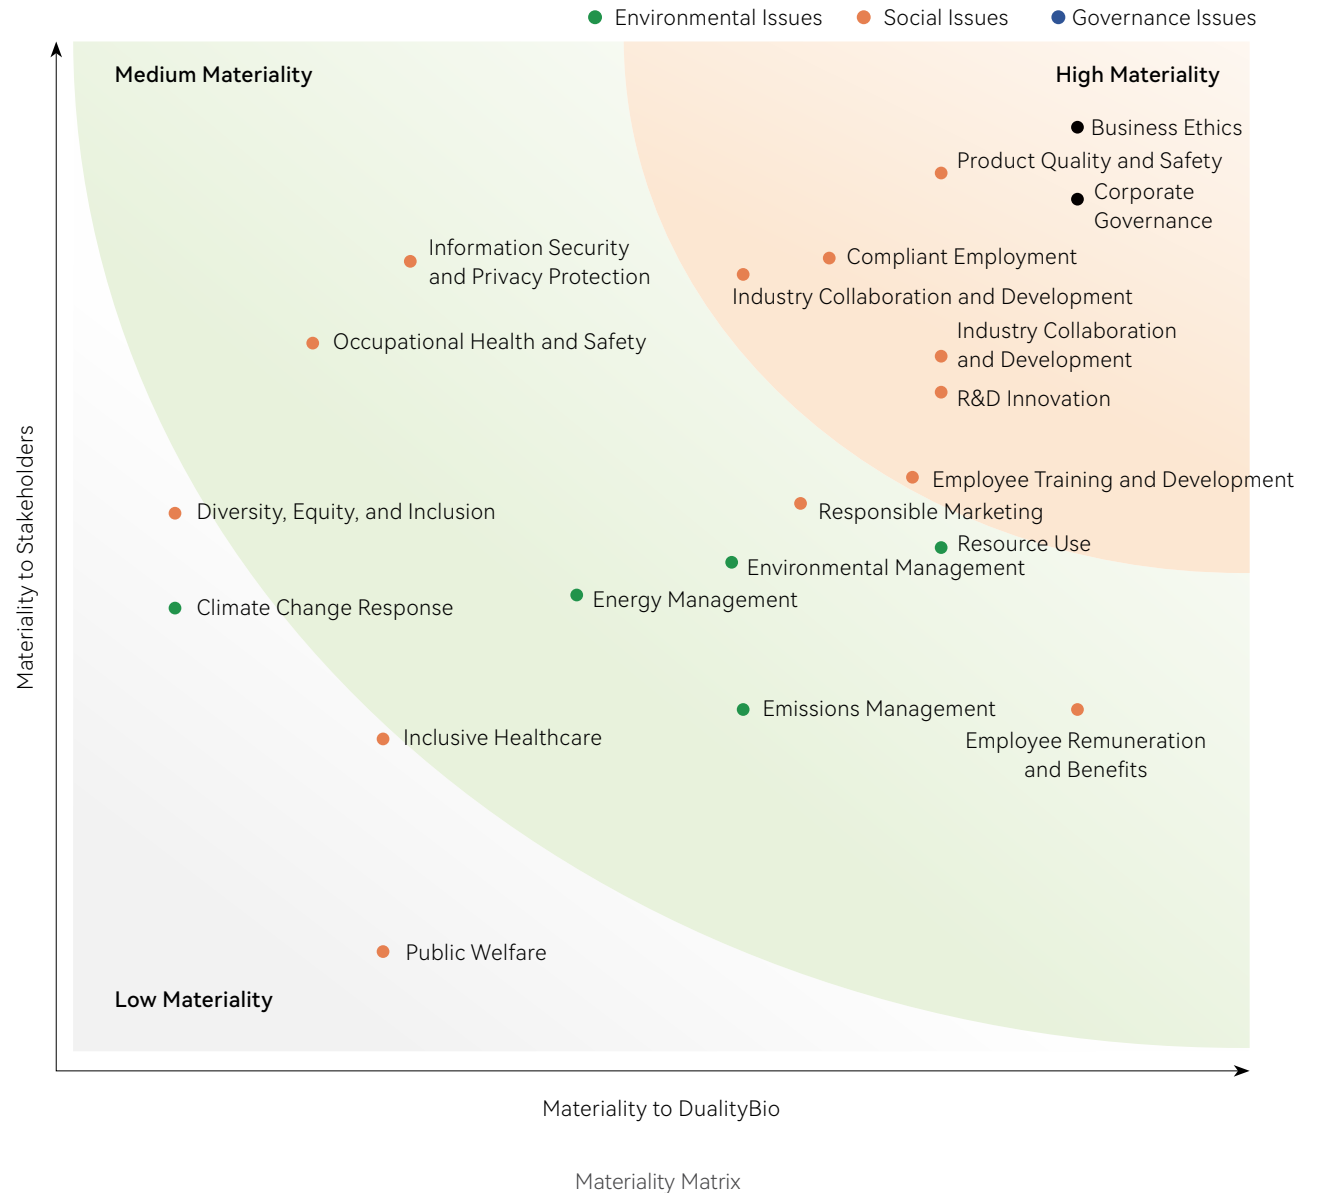 Environmental Issues
Social Issues
Governance Issues
Medium Materiality
High Materiality
Business Ethics
Product Quality and Safety
Corporate
Governance
Information Security
and Privacy Protection
Compliant Employment
Industry Collaboration and Development
Industry Collaboration
and Development
Occupational Health and Safety
R&D Innovation
Employee Training and Development
Responsible Marketing
Diversity, Equity, and Inclusion
Resource Use
Environmental Management
Energy Management
Climate Change Response
Emissions Management
Inclusive Healthcare
Employee Remuneration
and Benefits
Public Welfare
Low Materiality
Materiality to Stakeholders
Materiality to DualityBio
Materiality Matrix